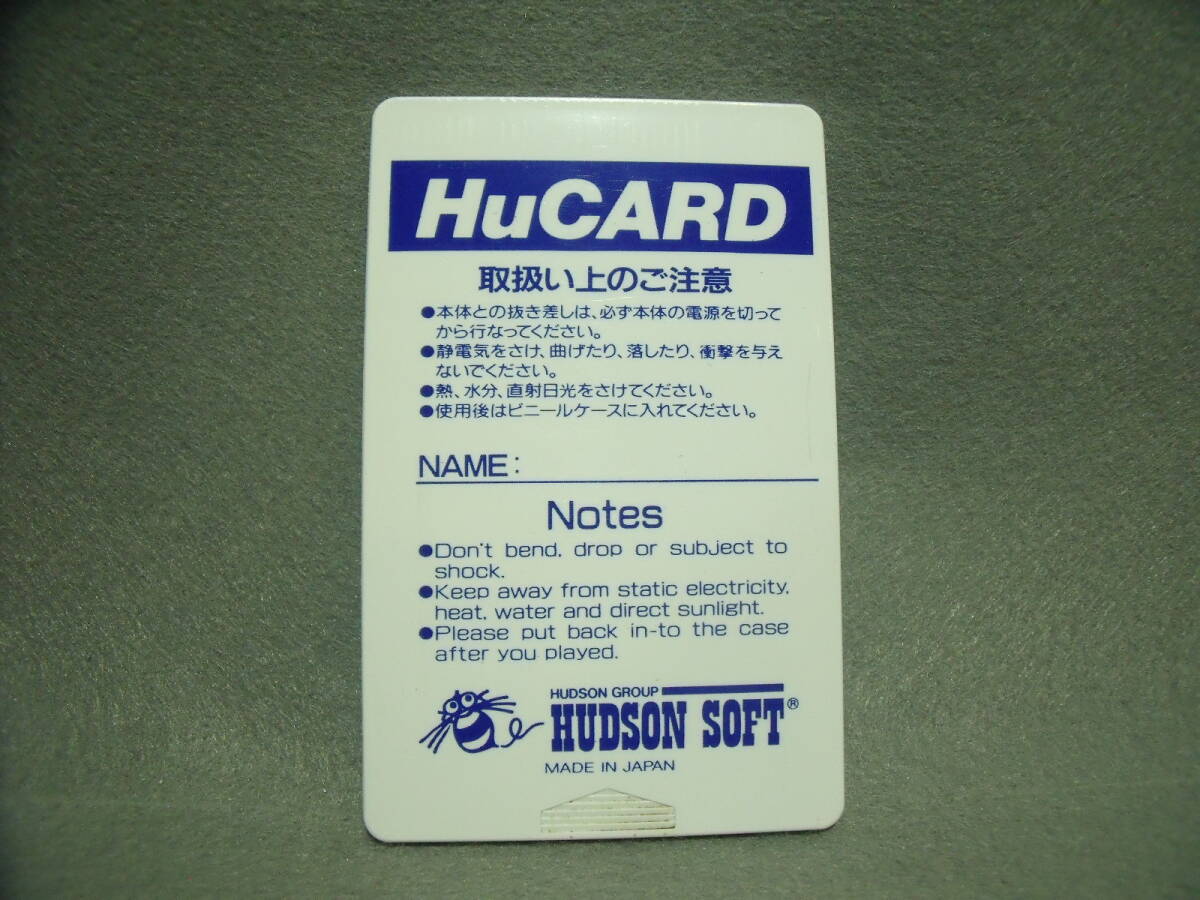 HuCARD
取扱い上のご注意
●本体との抜き差しは、必ず本体の電源を切って
から行なってください。
●静電気をさけ、曲げたり、落したり、衝撃を与え
ないでください。
●熱、水分、直射日光をさけてください。
●使用後はビニールケースに入れてください。
NAME:
Notes
●Don't bend, drop or subject to
shock.
●Keep away from static electricity,
heat, water and direct sunlight.
●Please put back in-to the case
after you played.
HUDSON GROUP
HUDSON SOFT®
MADE IN JAPAN